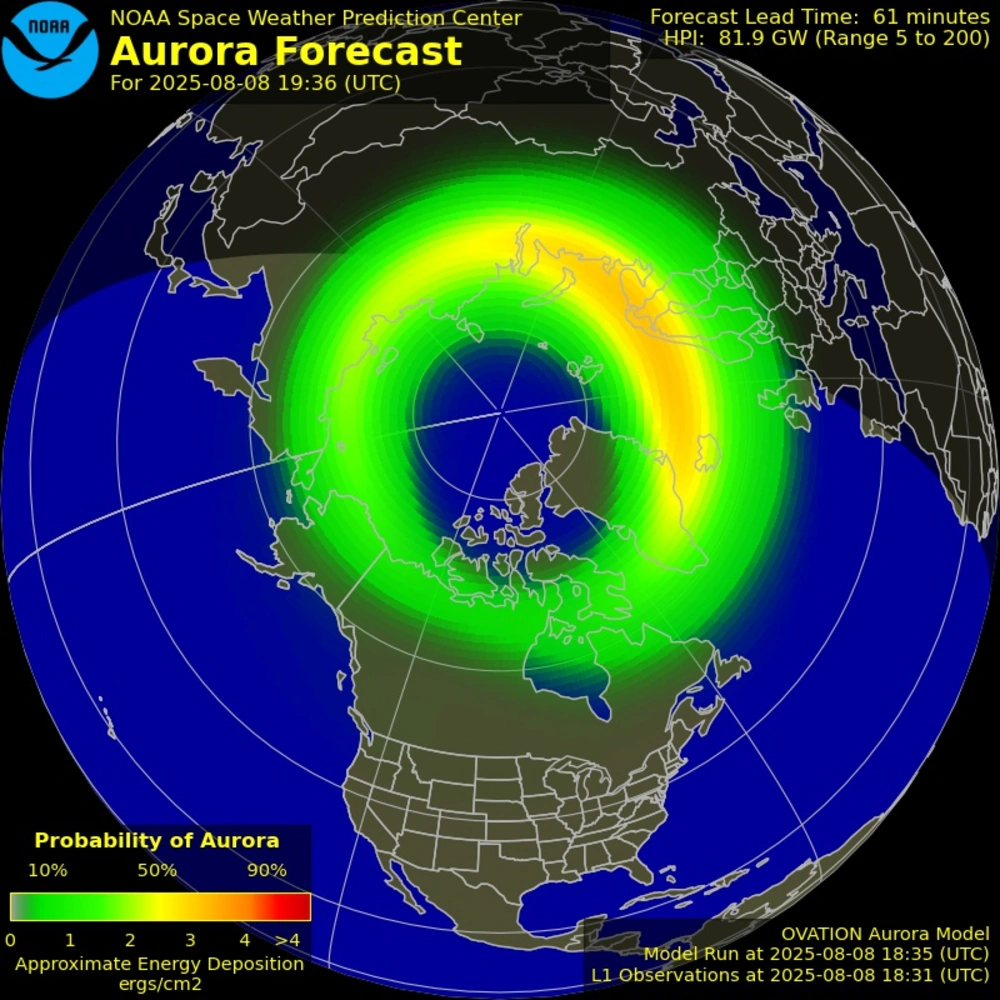 NOAA
NOAA Space Weather Prediction Center
Aurora Forecast
For 2025-08-08 19:36 (UTC)
Forecast Lead Time: 61 minutes
HPI: 81.9 GW (Range 5 to 200)
Probability of Aurora
10% 50% 90%
0 1 2 3 4 >4
Approximate Energy Deposition
ergs/cm2
OVATION Aurora Model
Model Run at 2025-08-08 18:35 (UTC)
L1 Observations at 2025-08-08 18:31 (UTC)